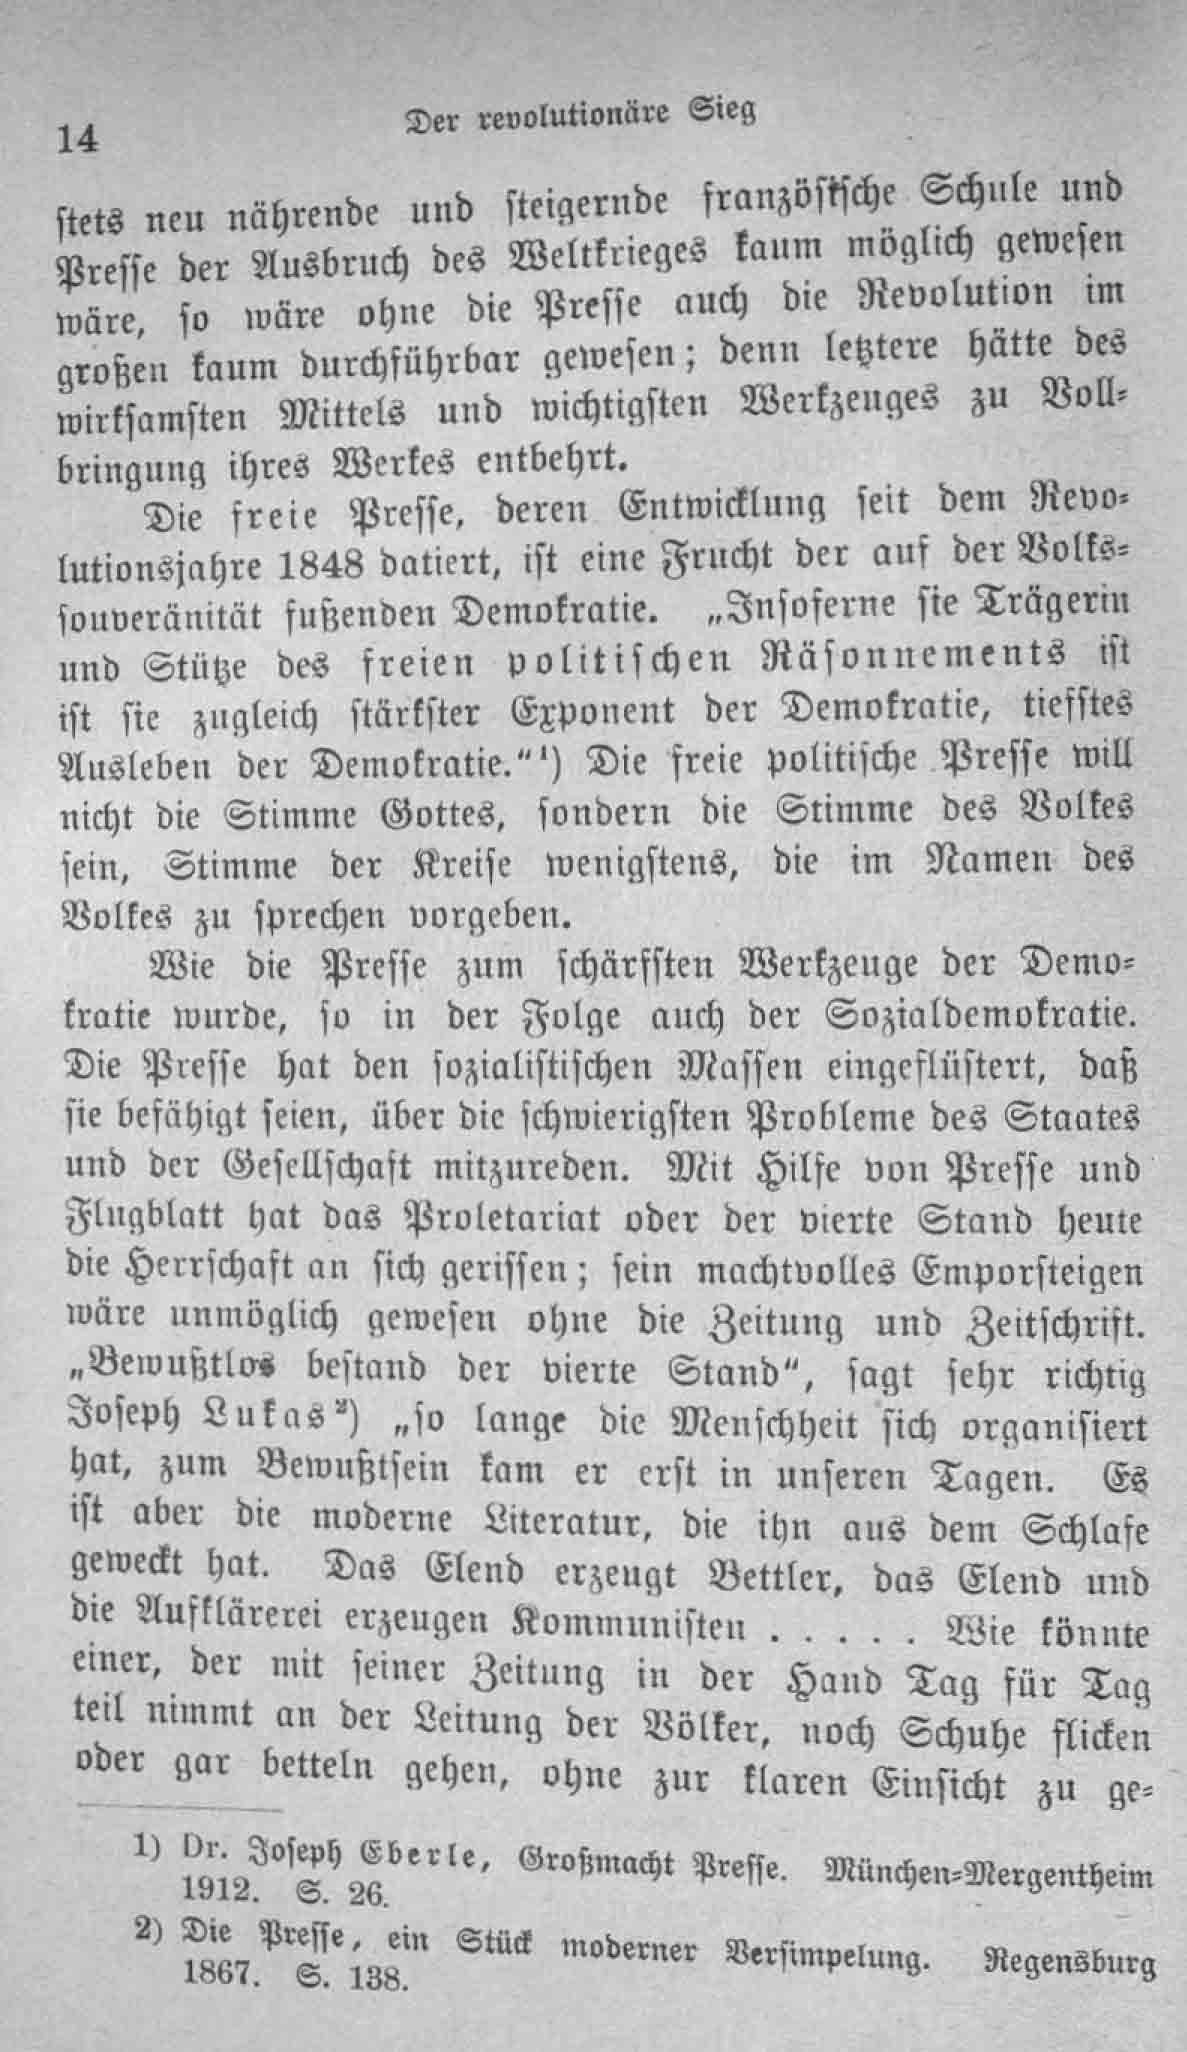 14
Der revolutionäre Sieg
stets neu nährende und steigernde französische Schule und
Presse der Ausbruch des Weltkrieges kaum möglich gewesen
wäre, so wäre ohne die Presse auch die Revolution im
großen kaum durchführbar gewesen; denn letztere hätte des
wirksamsten Mittels und wichtigsten Werkzeuges zu Voll-
bringung ihres Werkes entbehrt.
Die freie Presse, deren Entwicklung seit dem Revo-
lutionsjahre 1848 datiert, ist eine Frucht der auf der Volks-
souveränität fußenden Demokratie. „Insoferne sie Trägerin
und Stütze des freien politischen Räsonnements ist
ist sie zugleich stärkster Exponent der Demokratie, tiefstes
Ausleben der Demokratie.“¹) Die freie politische Presse will
nicht die Stimme Gottes, sondern die Stimme des Volkes
sein, Stimme der Kreise wenigstens, die im Namen des
Volkes zu sprechen vorgeben.
Wie die Presse zum schärfsten Werkzeuge der Demo-
kratie wurde, so in der Folge auch der Sozialdemokratie.
Die Presse hat den sozialistischen Massen eingeflüstert, daß
sie befähigt seien, über die schwierigsten Probleme des Staates
und der Gesellschaft mitzureden. Mit Hilfe von Presse und
Flugblatt hat das Proletariat oder der vierte Stand heute
die Herrschaft an sich gerissen; sein machtvolles Emporsteigen
wäre unmöglich gewesen ohne die Zeitung und Zeitschrift.
„Bewußtlos bestand der vierte Stand“, sagt sehr richtig
Joseph Lukas²) „so lange die Menschheit sich organisiert
hat, zum Bewußtsein kam er erst in unseren Tagen. Es
ist aber die moderne Literatur, die ihn aus dem Schlafe
geweckt hat. Das Elend erzeugt Bettler, das Elend und
die Aufklärerei erzeugen Kommunisten . . . . . Wie könnte
einer, der mit seiner Zeitung in der Hand Tag für Tag
teil nimmt an der Leitung der Völker, noch Schuhe flicken
oder gar betteln gehen, ohne zur klaren Einsicht zu ge-
1) Dr. Joseph Eberle, Großmacht Presse. München-Mergentheim
1912. S. 26.
2) Die Presse, ein Stück moderner Versimpelung. Regensburg
1867. S. 138.